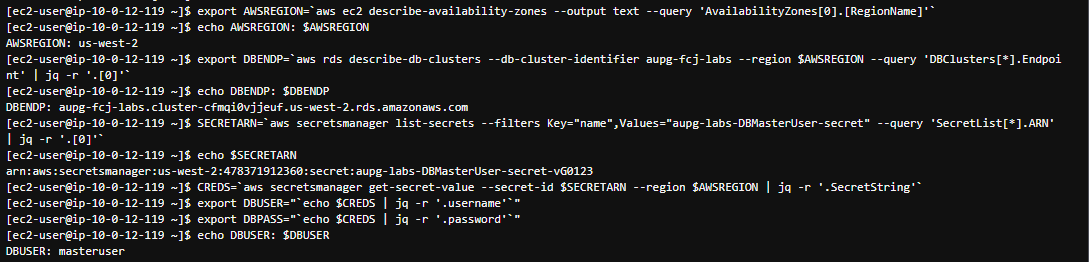 [ec2-user@ip-10-0-12-119 ~]$ export AWSREGION=`aws ec2 describe-availability-zones --output text --query 'AvailabilityZones[0].[RegionName]'`
[ec2-user@ip-10-0-12-119 ~]$ echo AWSREGION: $AWSREGION
AWSREGION: us-west-2
[ec2-user@ip-10-0-12-119 ~]$ export DBENDP=`aws rds describe-db-clusters --db-cluster-identifier aupg-fcj-labs --region $AWSREGION --query 'DBClusters[*].Endpoi
nt' | jq -r '.[0]'`
[ec2-user@ip-10-0-12-119 ~]$ echo DBENDP: $DBENDP
DBENDP: aupg-fcj-labs.cluster-cfmqi0vjjeuf.us-west-2.rds.amazonaws.com
[ec2-user@ip-10-0-12-119 ~]$ SECRETARN=`aws secretsmanager list-secrets --filters Key="name",Values="aupg-labs-DBMasterUser-secret" --query 'SecretList[*].ARN'
| jq -r '.[0]'`
[ec2-user@ip-10-0-12-119 ~]$ echo $SECRETARN
arn:aws:secretsmanager:us-west-2:478371912360:secret:aupg-labs-DBMasterUser-secret-vG0123
[ec2-user@ip-10-0-12-119 ~]$ CREDS=`aws secretsmanager get-secret-value --secret-id $SECRETARN --region $AWSREGION | jq -r '.SecretString'`
[ec2-user@ip-10-0-12-119 ~]$ export DBUSER="`echo $CREDS | jq -r '.username'`"
[ec2-user@ip-10-0-12-119 ~]$ export DBPASS="`echo $CREDS | jq -r '.password'`"
[ec2-user@ip-10-0-12-119 ~]$ echo DBUSER: $DBUSER
DBUSER: masteruser